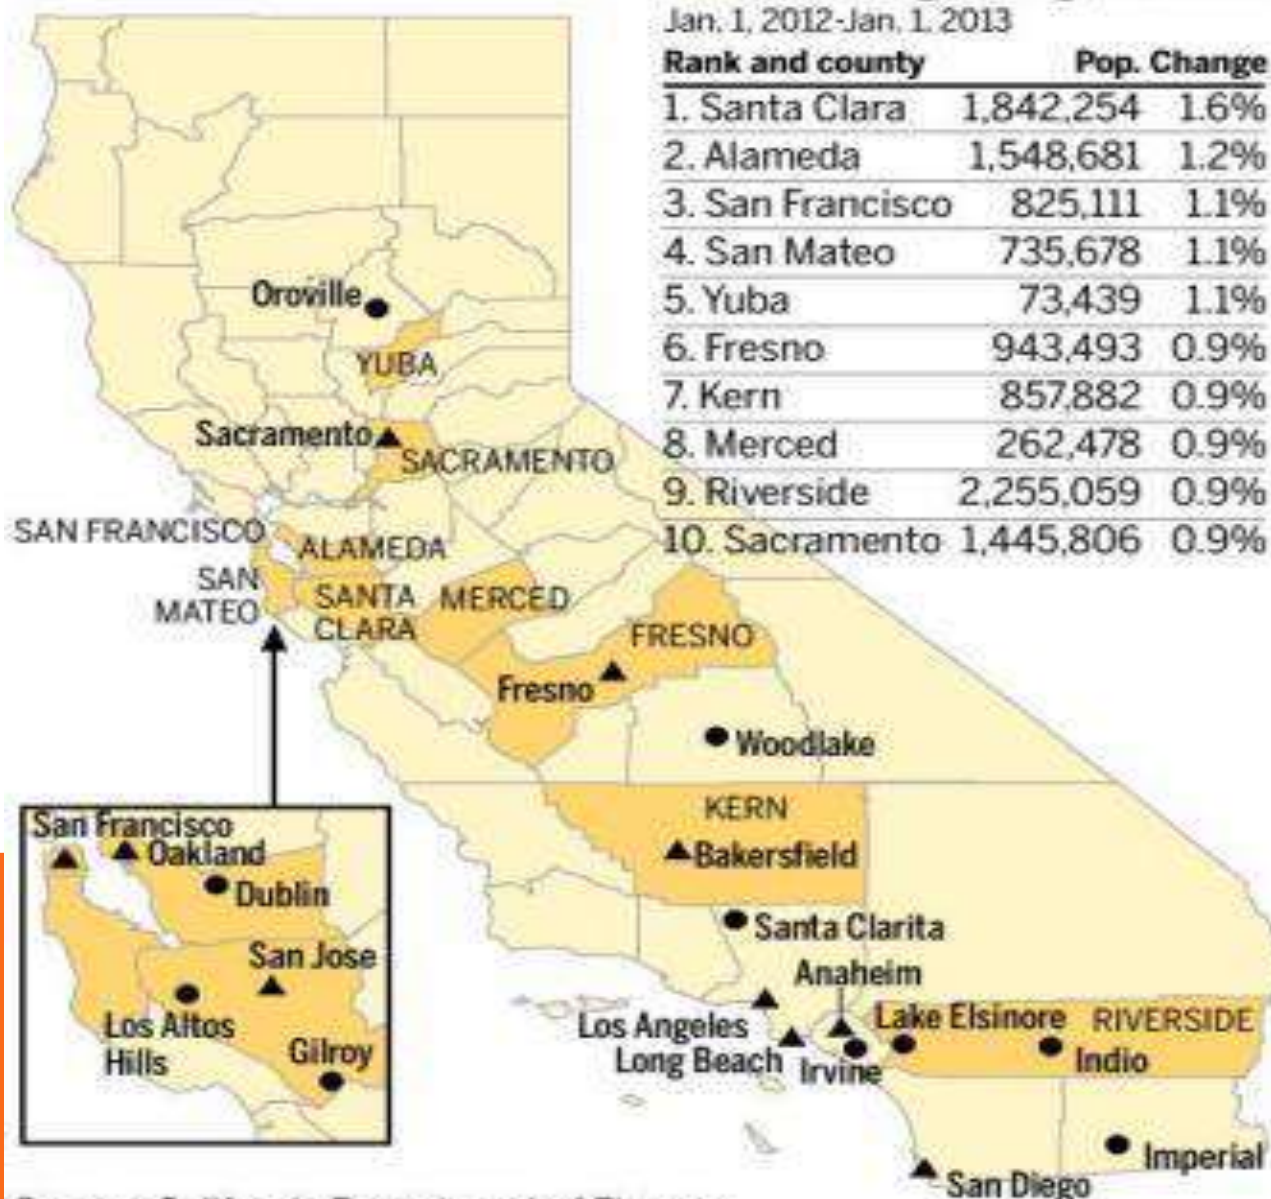 Jan. 1, 2012-Jan. 1, 2013
Rank and county Pop. Change
1. Santa Clara 1,842,254 1.6%
2. Alameda 1,548,681 1.2%
3. San Francisco 825,111 1.1%
4. San Mateo 735,678 1.1%
5. Yuba 73,439 1.1%
6. Fresno 943,493 0.9%
7. Kern 857,882 0.9%
8. Merced 262,478 0.9%
9. Riverside 2,255,059 0.9%
10. Sacramento 1,445,806 0.9%
Oroville
YUBA
Sacramento
SACRAMENTO
SAN FRANCISCO
ALAMEDA
SAN
MATEO
SANTA
CLARA
MERCED
FRESNO
Fresno
Woodlake
KERN
Bakersfield
San Francisco
Oakland
Dublin
San Jose
Los Altos
Hills
Gilroy
Santa Clarita
Anaheim
Los Angeles
Long Beach
Irvine
Lake Elsinore
RIVERSIDE
Indio
Imperial
San Diego